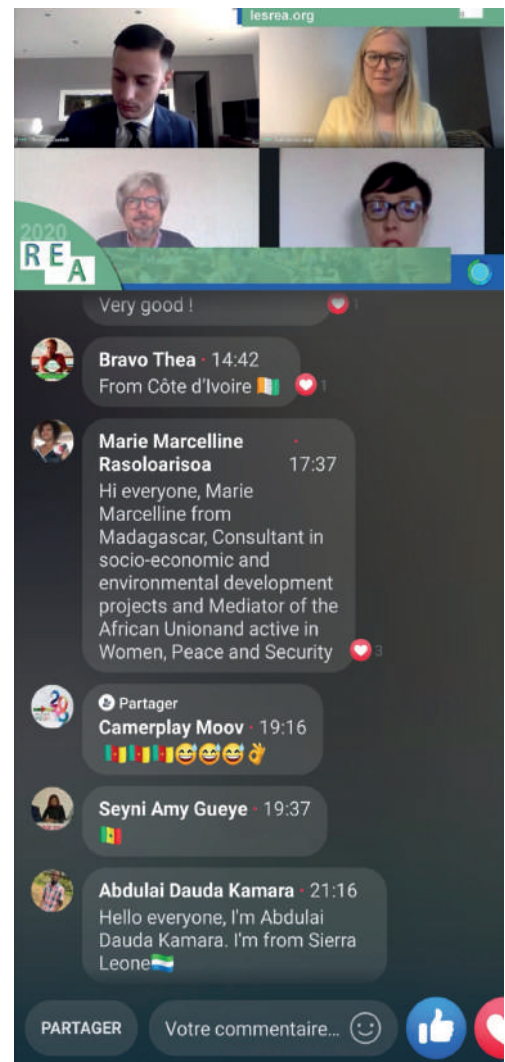 lesrea.org
2020
REA
Very good !
1
Bravo Thea · 14:42
From Côte d'Ivoire 🇨🇮 1
Marie Marcelline
Rasoloarisoa 17:37
Hi everyone, Marie
Marcelline from
Madagascar, Consultant in
socio-economic and
environmental development
projects and Mediator of the
African Unionand active in
Women, Peace and Security 3
Partager
Camerplay Moov · 19:16
🇨🇲🇨🇲🇨🇲😅😅😅👌
Seyni Amy Gueye · 19:37
🇸🇳
Abdulai Dauda Kamara · 21:16
Hello everyone, I'm Abdulai
Dauda Kamara. I'm from Sierra
Leone🇸🇱
PARTAGER Votre commentaire...